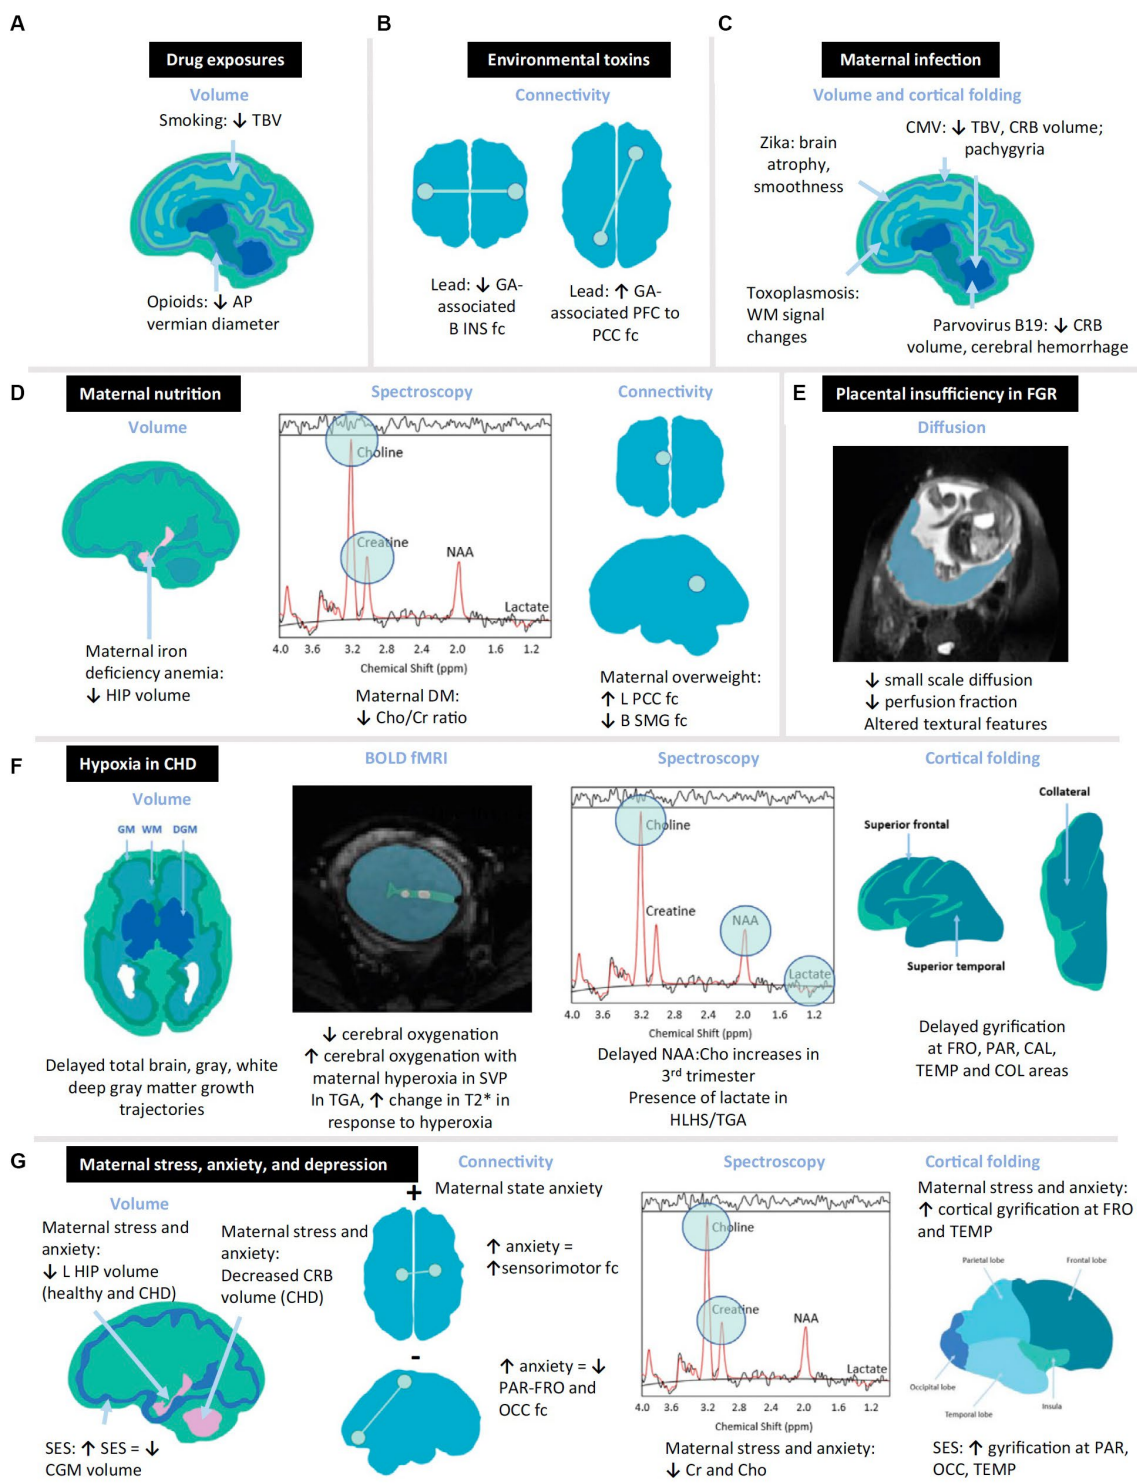 A
Drug exposures
Volume
Smoking: ↓ TBV
Opioids: ↓ AP
vermian diameter
B
Environmental toxins
Connectivity
Lead: ↓ GA-
associated
B INS fc
Lead: ↑ GA-
associated PFC to
PCC fc
C
Maternal infection
Volume and cortical folding
Zika: brain
atrophy,
smoothness
CMV: ↓ TBV, CRB volume;
pachygyria
Toxoplasmosis:
WM signal
changes
Parvovirus B19: ↓ CRB
volume, cerebral hemorrhage
D
Maternal nutrition
Volume
Maternal iron
deficiency anemia:
↓ HIP volume
Spectroscopy
Choline
Creatine
NAA
Lactate
4.0 3.6 3.2 2.8 2.4 2.0 1.6 1.2
Chemical Shift (ppm)
Maternal DM:
↓ Cho/Cr ratio
Connectivity
Maternal overweight:
↑ L PCC fc
↓ B SMG fc
E
Placental insufficiency in FGR
Diffusion
↓ small scale diffusion
↓ perfusion fraction
Altered textural features
F
Hypoxia in CHD
Volume
GM WM DGM
Delayed total brain, gray, white
deep gray matter growth
trajectories
BOLD fMRI
↓ cerebral oxygenation
↑ cerebral oxygenation with
maternal hyperoxia in SVP
In TGA, ↑ change in T2* in
response to hyperoxia
Spectroscopy
Choline
Creatine
NAA
Lactate
4.0 3.6 3.2 2.8 2.4 2.0 1.6 1.2
Chemical Shift (ppm)
Delayed NAA:Cho increases in
3rd trimester
Presence of lactate in
HLHS/TGA
Cortical folding
Collateral
Superior frontal
Superior temporal
Delayed gyrification
at FRO, PAR, CAL,
TEMP and COL areas
G
Maternal stress, anxiety, and depression
Volume
Maternal stress and
anxiety:
↓ L HIP volume
(healthy and CHD)
Maternal stress and
anxiety:
Decreased CRB
volume (CHD)
SES: ↑ SES = ↓
CGM volume
Connectivity
+ Maternal state anxiety
↑ anxiety =
↑sensorimotor fc
-
↑ anxiety = ↓
PAR-FRO and
OCC fc
Spectroscopy
Choline
Creatine
NAA
Lactate
4.0 3.6 3.2 2.8 2.4 2.0 1.6 1.2
Chemical Shift (ppm)
Maternal stress and anxiety:
↓ Cr and Cho
Cortical folding
Maternal stress and anxiety:
↑ cortical gyrification at FRO
and TEMP
Parietal lobe
Frontal lobe
Occipital lobe
Temporal lobe
Insula
SES: ↑ gyrification at PAR,
OCC, TEMP